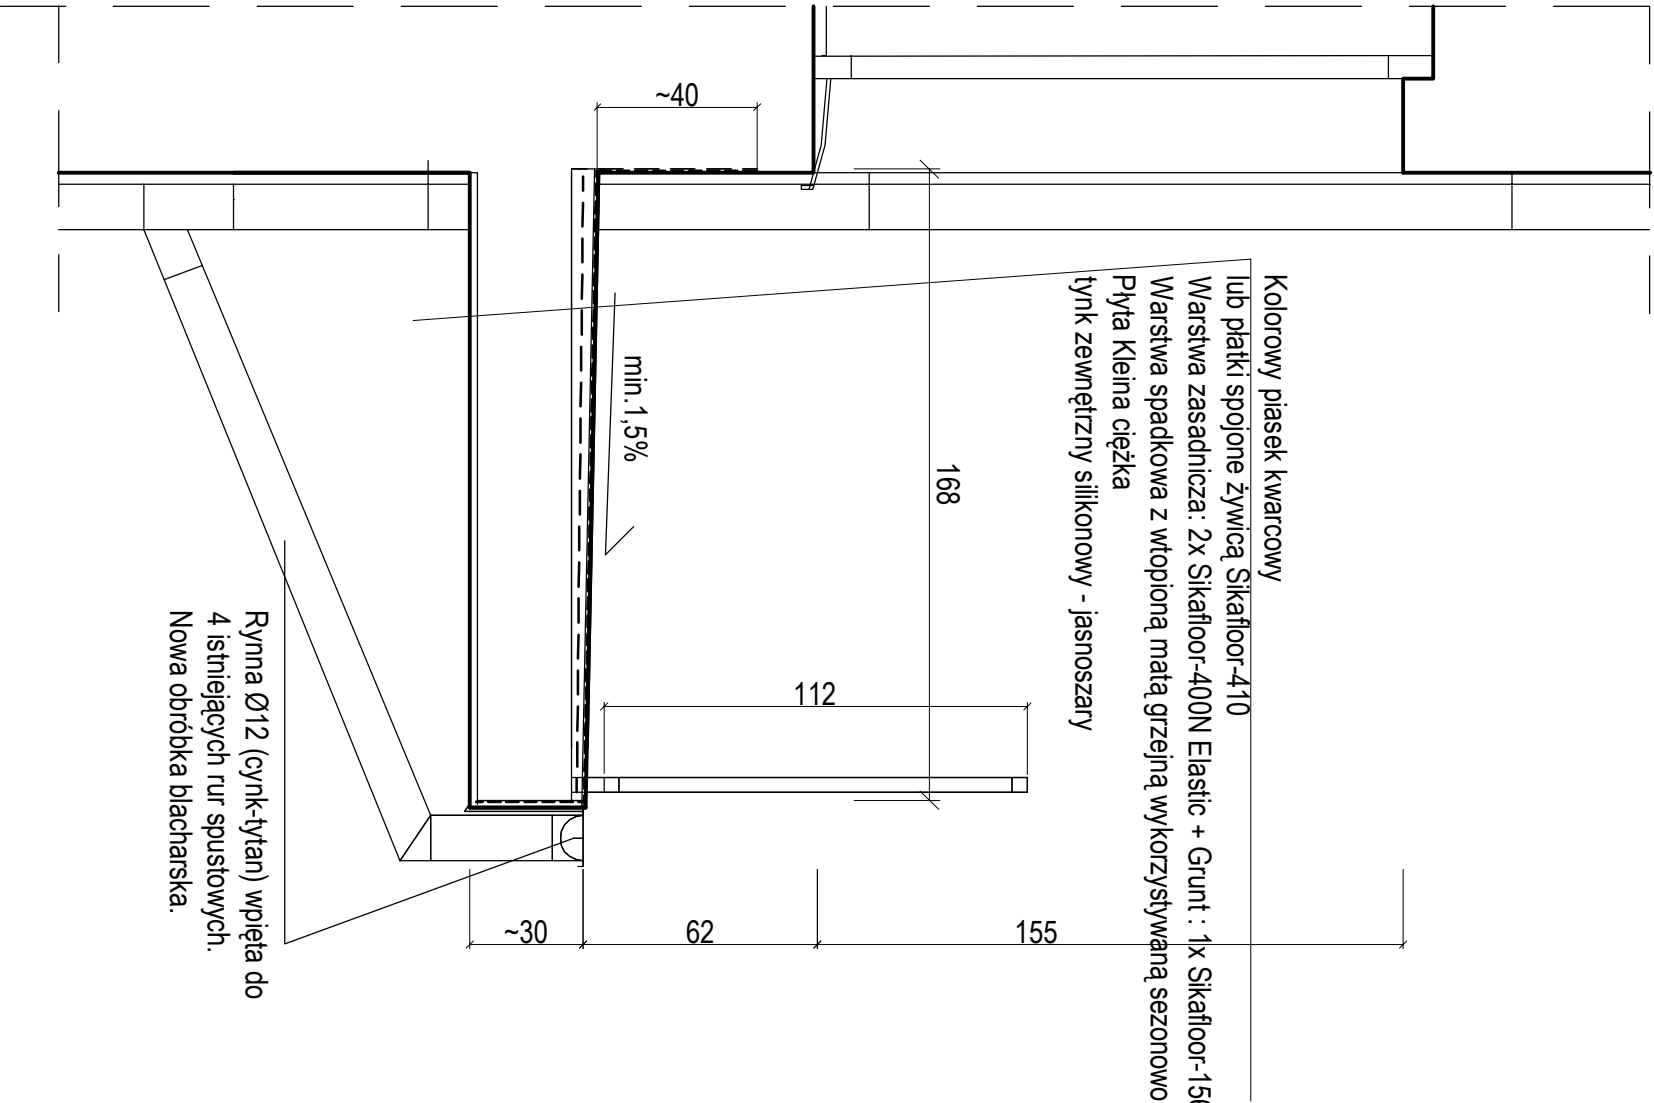 Kolorowy piasek kwarcowy
lub płatki spojone żywicą Sikafloor-410
Warstwa zasadnicza: 2x Sikafloor-400N Elastic + Grunt : 1x Sikafloor-156
Warstwa spadkowa z wtopioną matą grzejną wykorzystywaną sezonowo
Płyta Kleina ciężka
tynk zewnętrzny silikonowy - jasnoszary
~40
168
min.1,5%
112
~30
62
155
Rynna Ø12 (cynk-tytan) wpięta do
4 istniejących rur spustowych.
Nowa obróbka blacharska.